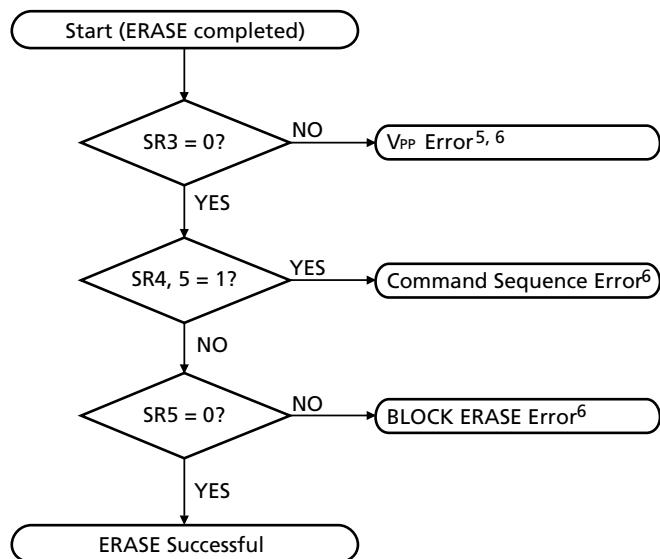 Start (ERASE completed)
SR3 = 0?
NO
VPP Error5, 6
YES
SR4, 5 = 1?
YES
Command Sequence Error6
NO
SR5 = 0?
NO
BLOCK ERASE Error6
YES
ERASE Successful